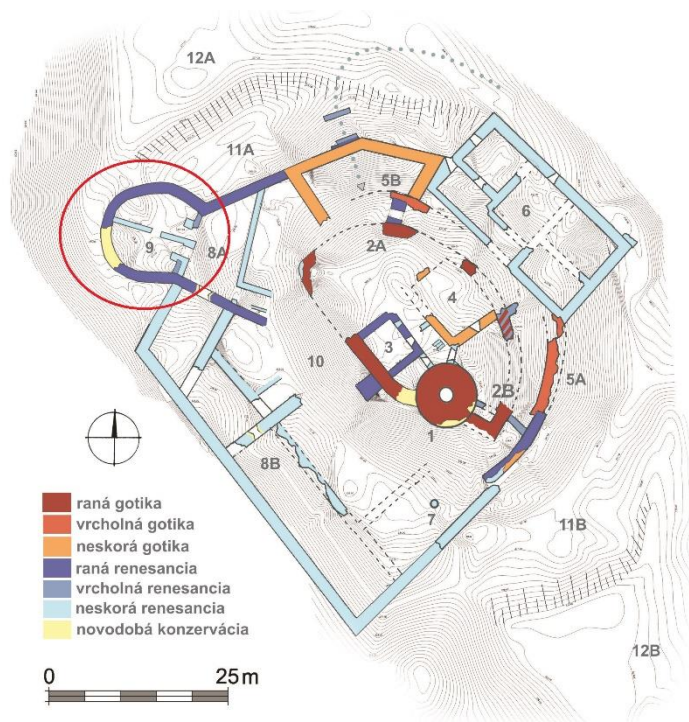 12A
11A
5B
6
2A
9
8A
4
3
10
5A
2B
1
8B
7
11B
12B
raná gotika
vrcholná gotika
neskorá gotika
raná renesancia
vrcholná renesancia
neskorá renesancia
novodobá konzervácia
0 25m